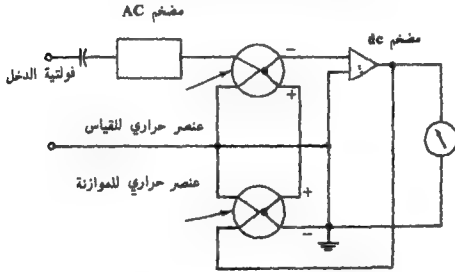 مضخم AC
مضخم dc
فولتية الدخل
عنصر حراري للقياس
عنصر حراري للموازنة